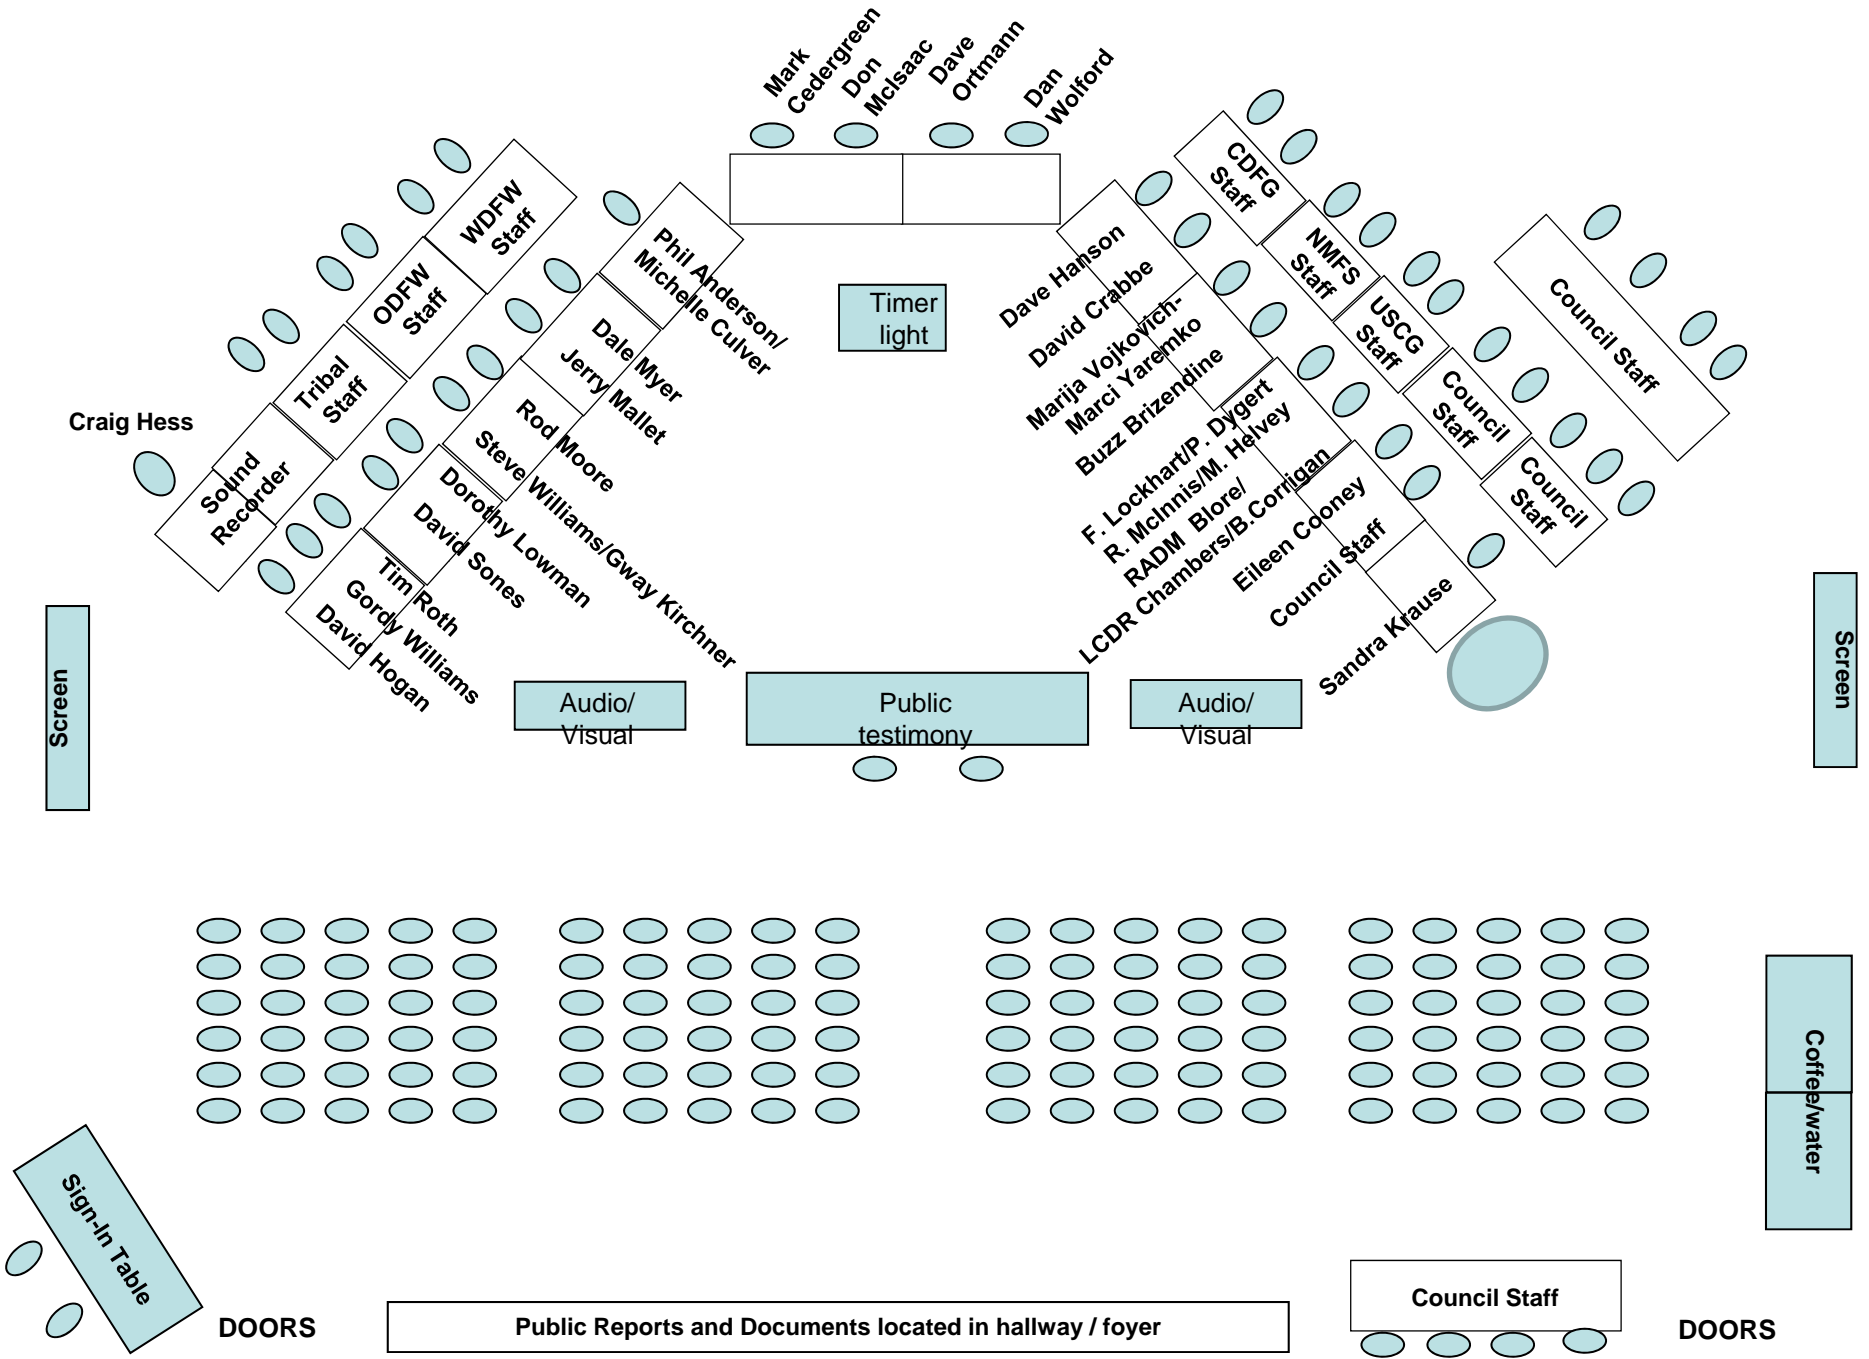 Mark
Cedergreen
Don
McIsaac
Dave
Ortmann
Dan
Wolford
WDFW
Staff
ODFW
Staff
Tribal
Staff
Sound
Recorder
Craig Hess
Phil Anderson/
Michelle Culver
Dale Myer
Jerry Mallet
Rod Moore
Steve Williams/Gway Kirchner
Dorothy Lowman
David Sones
Tim Roth
Gordy Williams
David Hogan
Timer
light
Dave Hanson
David Crabbe
Marija Vojkovich-
Marci Yaremko
Buzz Brizendine
F. Lockhart/P. Dygert
R. McInnis/M. Helvey
RADM Blore/
LCDR Chambers/B.Corrigan
Eileen Cooney
Council Staff
Sandra Krause
CDFG
Staff
NMFS
Staff
USCG
Staff
Council
Staff
Council
Staff
Council Staff
Screen
Audio/
Visual
Public
testimony
Audio/
Visual
Screen
Coffee/water
Sign-In Table
DOORS
Public Reports and Documents located in hallway / foyer
Council Staff
DOORS